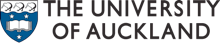 THE UNIVERSITY
OF AUCKLAND